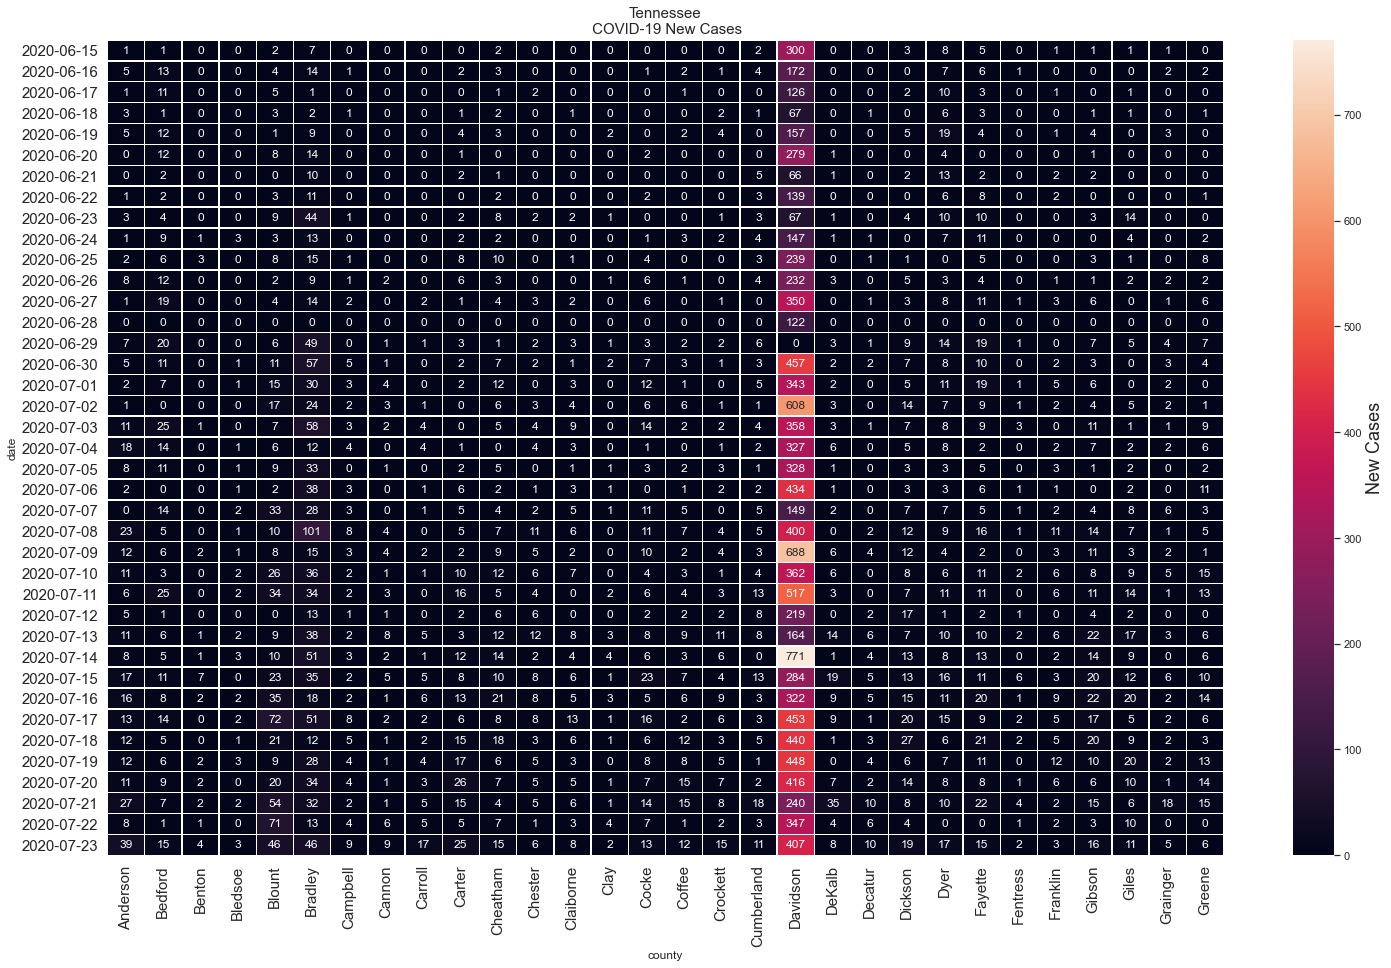 Tennessee
COVID-19 New Cases
2020-06-15 1 1 0 0 2 7 0 0 0 0 2 0 0 0 0 0 0 2 300 0 0 3 8 5 0 1 1 1 1 0
2020-06-16 5 13 0 0 4 14 1 0 0 2 3 0 0 0 1 2 1 4 172 0 0 0 7 6 1 0 0 0 2 2
2020-06-17 1 11 0 0 5 1 0 0 0 0 1 2 0 0 0 1 0 0 126 0 0 2 10 3 0 1 0 1 0 0
2020-06-18 3 1 0 0 3 2 1 0 0 1 2 0 1 0 0 0 2 1 67 0 1 0 6 3 0 0 1 1 0 1
2020-06-19 5 12 0 0 1 9 0 0 0 4 3 0 0 2 0 2 4 0 157 0 0 5 19 4 0 1 4 0 3 0
2020-06-20 0 12 0 0 8 14 0 0 0 1 0 0 0 0 2 0 0 0 279 1 0 0 4 0 0 0 1 0 0 0
2020-06-21 0 2 0 0 0 10 0 0 0 2 1 0 0 0 0 0 0 5 66 1 0 2 13 2 0 2 2 0 0 0
2020-06-22 1 2 0 0 3 11 0 0 0 0 2 0 0 0 2 0 0 3 139 0 0 0 6 8 0 2 0 0 0 1
2020-06-23 3 4 0 0 9 44 1 0 0 2 8 2 2 1 0 0 1 3 67 1 0 4 10 10 0 0 3 14 0 0
2020-06-24 1 9 1 3 3 13 0 0 0 2 2 0 0 0 1 3 2 4 147 1 1 0 7 11 0 0 0 4 0 2
2020-06-25 2 6 3 0 8 15 1 0 0 8 10 0 1 0 4 0 0 3 239 0 1 1 0 5 0 0 3 1 0 8
2020-06-26 8 12 0 0 2 9 1 2 0 6 3 0 0 1 6 1 0 4 232 3 0 5 3 4 0 1 1 2 2 2
2020-06-27 1 19 0 0 4 14 2 0 2 1 4 3 2 0 6 0 1 0 350 0 1 3 8 11 1 3 6 0 1 6
2020-06-28 0 0 0 0 0 0 0 0 0 0 0 0 0 0 0 0 0 0 122 0 0 0 0 0 0 0 0 0 0 0
2020-06-29 7 20 0 0 6 49 0 1 1 3 1 2 3 1 3 2 2 6 0 3 1 9 14 19 1 0 7 5 4 7
2020-06-30 5 11 0 1 11 57 5 1 0 2 7 2 1 2 7 3 1 3 457 2 2 7 8 10 0 2 3 0 3 4
2020-07-01 2 7 0 1 15 30 3 4 0 2 12 0 3 0 12 1 0 5 343 2 0 5 11 19 1 5 6 0 2 0
2020-07-02 1 0 0 0 17 24 2 3 1 0 6 3 4 0 6 6 1 1 608 3 0 14 7 9 1 2 4 5 2 1
2020-07-03 11 25 1 0 7 58 3 2 4 0 5 4 9 0 14 2 2 4 358 3 1 7 8 9 3 0 11 1 1 9
2020-07-04 18 14 0 1 6 12 4 0 4 1 0 4 3 0 1 0 1 2 327 6 0 5 8 2 0 2 7 2 2 6
2020-07-05 8 11 0 1 9 33 0 1 0 2 5 0 1 1 3 2 3 1 328 1 0 3 3 5 0 3 1 2 0 2
2020-07-06 2 0 0 1 2 38 3 0 1 6 2 1 3 1 0 1 2 2 434 1 0 3 3 6 1 1 0 2 0 11
2020-07-07 0 14 0 2 33 28 3 0 1 5 4 2 5 1 11 5 0 5 149 2 0 7 7 5 1 2 4 8 6 3
2020-07-08 23 5 0 1 10 101 8 4 0 5 7 11 6 0 11 7 4 5 400 0 2 12 9 16 1 11 14 7 1 5
2020-07-09 12 6 2 1 8 15 3 4 2 2 9 5 2 0 10 2 4 3 688 6 4 12 4 2 0 3 11 3 2 1
2020-07-10 11 3 0 2 26 36 2 1 1 10 12 6 7 0 4 3 1 4 362 6 0 8 6 11 2 6 8 9 5 15
2020-07-11 6 25 0 2 34 34 2 3 0 16 5 4 0 2 6 4 3 13 517 3 0 7 11 11 0 6 11 14 1 13
2020-07-12 5 1 0 0 0 13 1 1 0 2 6 6 0 0 2 2 2 8 219 0 2 17 1 2 1 0 4 2 0 0
2020-07-13 11 6 1 2 9 38 2 8 5 3 12 12 8 3 8 9 11 8 164 14 6 7 10 10 2 6 22 17 3 6
2020-07-14 8 5 1 3 10 51 3 2 1 12 14 2 4 4 6 3 6 0 771 1 4 13 8 13 0 2 14 9 0 6
2020-07-15 17 11 7 0 23 35 2 5 5 8 10 8 6 1 23 7 4 13 284 19 5 13 16 11 6 3 20 12 6 10
2020-07-16 16 8 2 2 35 18 2 1 6 13 21 8 5 3 5 6 9 3 322 9 5 15 11 20 1 9 22 20 2 14
2020-07-17 13 14 0 2 72 51 8 2 2 6 8 8 13 1 16 2 6 3 453 9 1 20 15 9 2 5 17 5 2 6
2020-07-18 12 5 0 1 21 12 5 1 2 15 18 3 6 1 6 12 3 5 440 1 3 27 6 21 2 5 20 9 2 3
2020-07-19 12 6 2 3 9 28 4 1 4 17 6 5 3 0 8 8 5 1 448 0 4 6 7 11 0 12 10 20 2 13
2020-07-20 11 9 2 0 20 34 4 1 3 26 7 5 5 1 7 15 7 2 416 7 2 14 8 8 1 6 6 10 1 14
2020-07-21 27 7 2 2 54 32 2 1 5 15 4 5 6 1 14 15 8 18 240 35 10 8 10 22 4 2 15 6 18 15
2020-07-22 8 1 1 0 71 13 4 6 5 5 7 1 3 4 7 1 2 3 347 4 6 4 0 0 1 2 3 10 0 0
2020-07-23 39 15 4 3 46 46 9 9 17 25 15 6 8 2 13 12 15 11 407 8 10 19 17 15 2 3 16 11 5 6
Anderson Bedford Benton Bledsoe Blount Bradley Campbell Cannon Carroll Carter Cheatham Chester Claiborne Clay Cocke Coffee Crockett Cumberland Davidson DeKalb Decatur Dickson Dyer Fayette Fentress Franklin Gibson Giles Grainger Greene
county
date
700
600
500
400
300
200
100
0
New Cases